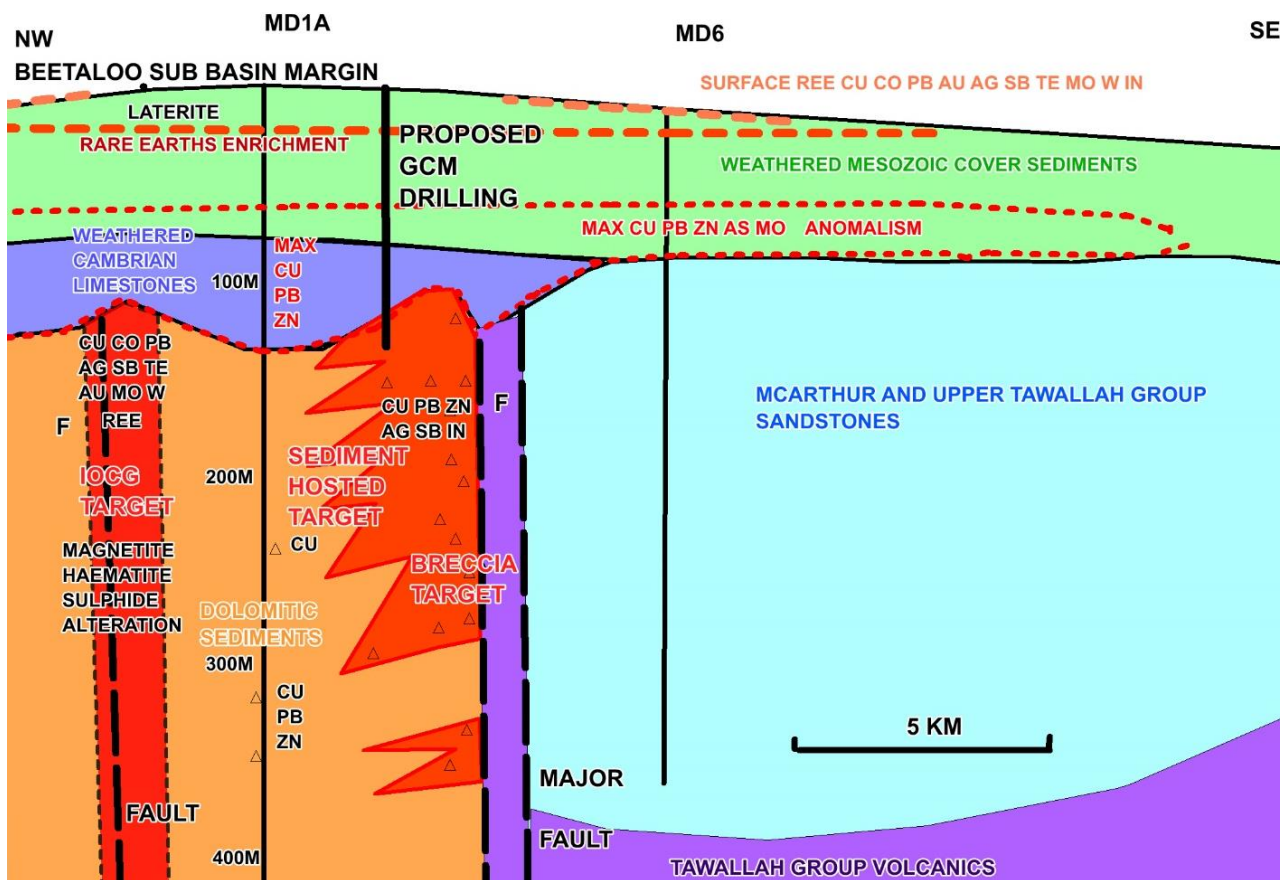 NW
MD1A
MD6
SE
BEETALOO SUB BASIN MARGIN
SURFACE REE CU CO PB AU AG SB TE MO W IN
LATERITE
RARE EARTHS ENRICHMENT
PROPOSED
GCM
DRILLING
WEATHERED MESOZOIC COVER SEDIMENTS
MAX CU PB ZN AS MO ANOMALISM
WEATHERED
CAMBRIAN
LIMESTONES
MAX
CU
PB
ZN
100M
CU CO PB
AG SB TE
AU MO W
REE
F
IOCG
TARGET
MAGNETITE
HAEMATITE
SULPHIDE
ALTERATION
FAULT
200M
SEDIMENT
HOSTED
TARGET
CU
CU PB ZN
AG SB IN
F
BRECCIA
TARGET
MCARTHUR AND UPPER TAWALLAH GROUP
SANDSTONES
DOLOMITIC
SEDIMENTS
300M
CU
PB
ZN
400M
5 KM
MAJOR
FAULT
TAWALLAH GROUP VOLCANICS